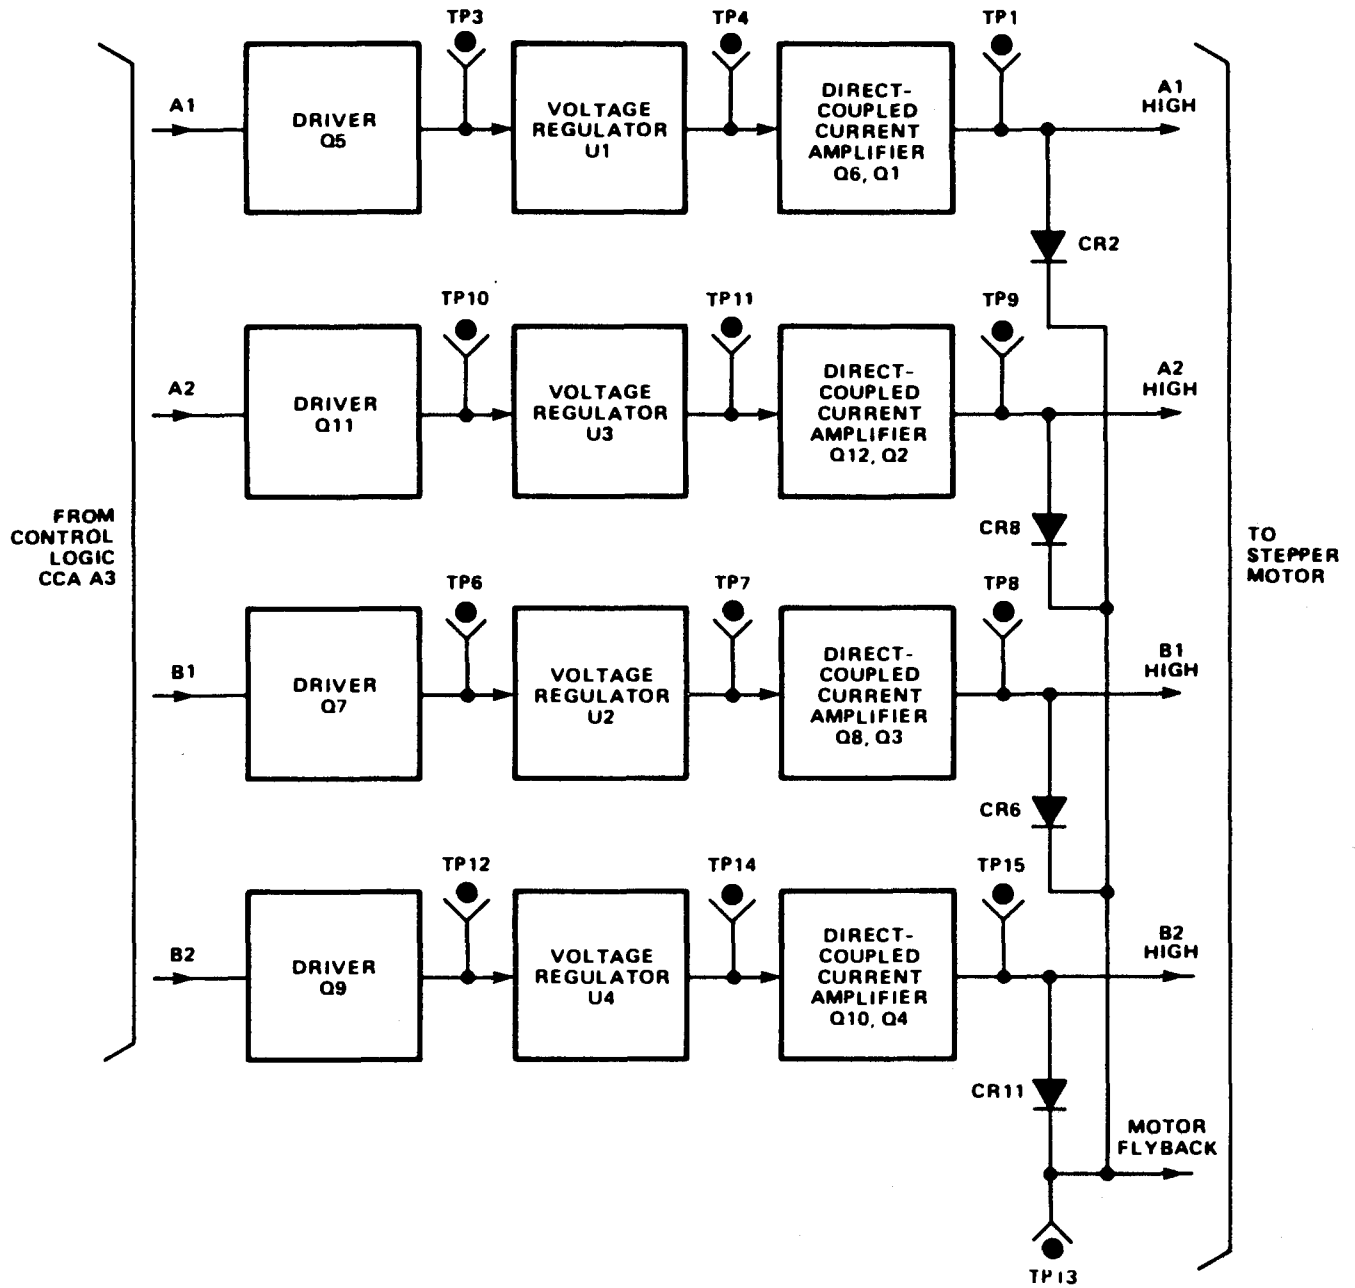 TP3
TP4
TP1
A1
DRIVER
Q5
VOLTAGE
REGULATOR
U1
DIRECT-
COUPLED
CURRENT
AMPLIFIER
Q6, Q1
A1
HIGH
CR2
TP10
TP11
TP9
A2
DRIVER
Q11
VOLTAGE
REGULATOR
U3
DIRECT-
COUPLED
CURRENT
AMPLIFIER
Q12, Q2
A2
HIGH
CR8
FROM
CONTROL
LOGIC
CCA A3
TO
STEPPER
MOTOR
TP6
TP7
TP8
B1
DRIVER
Q7
VOLTAGE
REGULATOR
U2
DIRECT-
COUPLED
CURRENT
AMPLIFIER
Q8, Q3
B1
HIGH
CR6
TP12
TP14
TP15
B2
DRIVER
Q9
VOLTAGE
REGULATOR
U4
DIRECT-
COUPLED
CURRENT
AMPLIFIER
Q10, Q4
B2
HIGH
CR11
MOTOR
FLYBACK
TP13